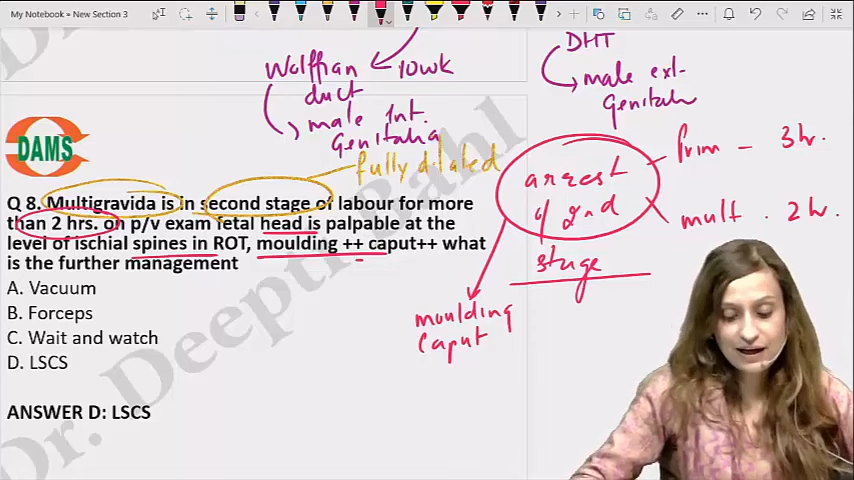 My Notebook » New Section 3
DHT
Wolffian
10wk
duct
male ext-
male Int.
genitalia
Genitalia
fully dilated
DAMS
arrest
Prim - 3hr.
of 2nd
mult. 2hr.
stage
Q 8. Multigravida is in second stage of labour for more
than 2 hrs. on p/v exam fetal head is palpable at the
level of ischial spines in ROT, moulding ++ caput++ what
is the further management
moulding
caput
A. Vacuum
B. Forceps
C. Wait and watch
D. LSCS
ANSWER D: LSCS
Dr. Deepti Bahl